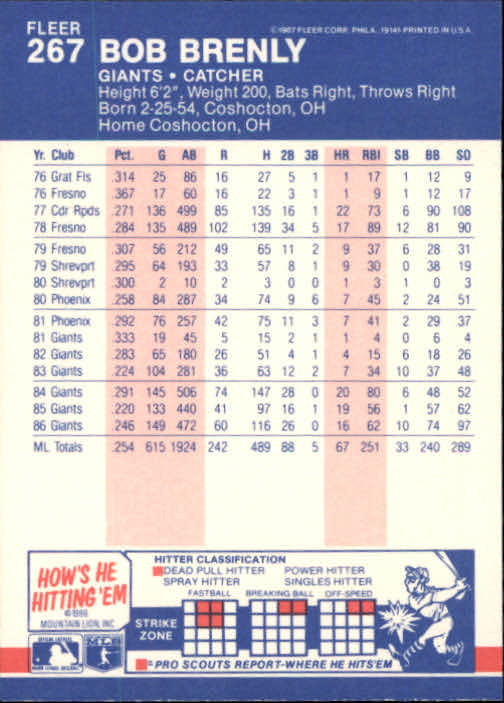 FLEER
267 BOB BRENLY
©1987 FLEER CORP. PHILA. 19141-PRINTED IN U.S.A.
GIANTS • CATCHER
Height 6'2", Weight 200, Bats Right, Throws Right
Born 2-25-54, Coshocton, OH
Home Coshocton, OH
Yr. Club Pct. G AB R H 2B 3B HR RBI SB BB SO
76 Grat Fls .314 25 86 16 27 5 1 1 17 1 12 9
76 Fresno .367 17 60 16 22 3 1 1 9 1 12 17
77 Cdr Rpds .271 136 499 85 135 16 1 22 73 6 90 108
78 Fresno .284 135 489 102 139 34 5 17 89 12 81 90
79 Fresno .307 56 212 49 65 11 2 9 37 6 28 31
79 Shrevprt .295 64 193 33 57 8 1 9 30 0 38 19
80 Shrevprt .300 2 10 2 3 0 0 1 3 1 0 3
80 Phoenix .258 84 287 34 74 9 6 7 45 2 24 51
81 Phoenix .292 76 257 42 75 11 3 7 41 2 29 37
81 Giants .333 19 45 5 15 2 1 1 4 0 6 4
82 Giants .283 65 180 26 51 4 1 4 15 6 18 26
83 Giants .224 104 281 36 63 12 2 7 34 10 37 48
84 Giants .291 145 506 74 147 28 0 20 80 6 48 52
85 Giants .220 133 440 41 97 16 1 19 56 1 57 62
86 Giants .246 149 472 60 116 26 0 16 62 10 74 97
ML Totals .254 615 1924 242 489 88 5 67 251 33 240 289
HOW'S HE
HITTING 'EM
©1986
MOUNTAIN LION, INC
HITTER CLASSIFICATION
DEAD PULL HITTER POWER HITTER
SPRAY HITTER SINGLES HITTER
FASTBALL BREAKING BALL OFF-SPEED
STRIKE
ZONE
= PRO SCOUTS REPORT-WHERE HE HITS'EM